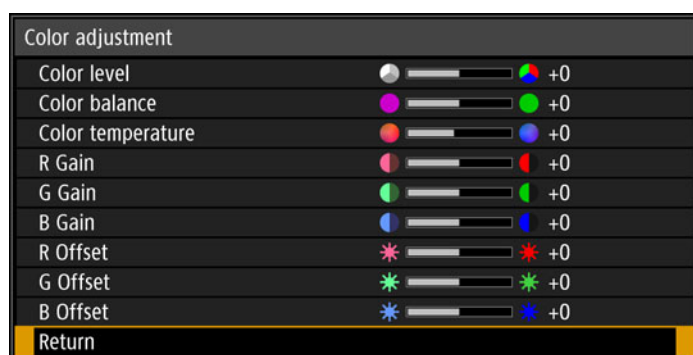 Color adjustment
Color level +0
Color balance +0
Color temperature +0
R Gain +0
G Gain +0
B Gain +0
R Offset +0
G Offset +0
B Offset +0
Return